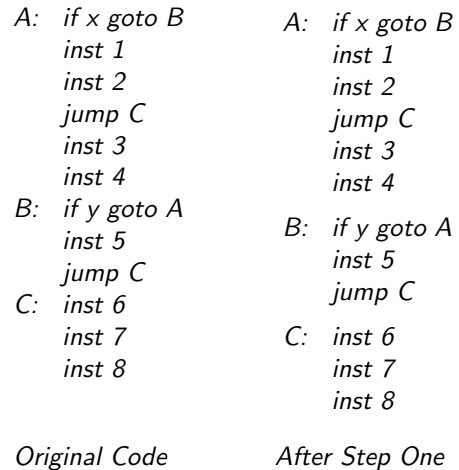 A: if x goto B
inst 1
inst 2
jump C
inst 3
inst 4
B: if y goto A
inst 5
jump C
C: inst 6
inst 7
inst 8
Original Code
A: if x goto B
inst 1
inst 2
jump C
inst 3
inst 4
B: if y goto A
inst 5
jump C
C: inst 6
inst 7
inst 8
After Step One